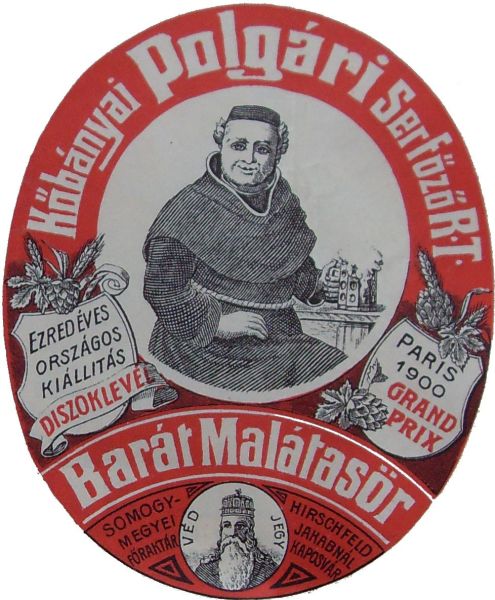 Kőbányai Polgári Serfőző R.T.
EZREDÉVES
ORSZÁGOS
KIÁLLITÁS
DISZOKLEVÉL
PARIS
1900
GRAND
PRIX
Barát Malátasör
SOMOGY-
MEGYEI
FŐRAKTÁR
VÉD JEGY
HIRSCHFELD
JAKABNÁL
KAPOSVÁR